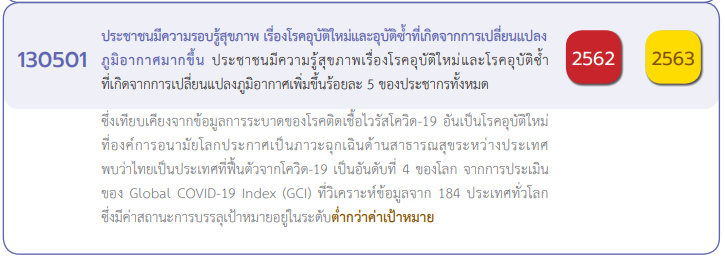 130501
ประชาชนมีความรอบรู้สุขภาพ เรื่องโรคอุบัติใหม่และอุบัติซ้ำที่เกิดจากการเปลี่ยนแปลง
ภูมิอากาศมากขึ้น ประชาชนมีความรู้สุขภาพเรื่องโรคอุบัติใหม่และโรคอุบัติซ้ำ
ที่เกิดจากการเปลี่ยนแปลงภูมิอากาศเพิ่มขึ้นร้อยละ 5 ของประชากรทั้งหมด
2562
2563
ซึ่งเทียบเคียงจากข้อมูลการระบาดของโรคติดเชื้อไวรัสโควิด-19 อันเป็นโรคอุบัติใหม่
ที่องค์การอนามัยโลกประกาศเป็นภาวะฉุกเฉินด้านสาธารณสุขระหว่างประเทศ
พบว่าไทยเป็นประเทศที่ฟื้นตัวจากโควิด-19 เป็นอันดับที่ 4 ของโลก จากการประเมิน
ของ Global COVID-19 Index (GCI) ที่วิเคราะห์ข้อมูลจาก 184 ประเทศทั่วโลก
ซึ่งมีค่าสถานะการบรรลุเป้าหมายอยู่ในระดับต่ำกว่าค่าเป้าหมาย